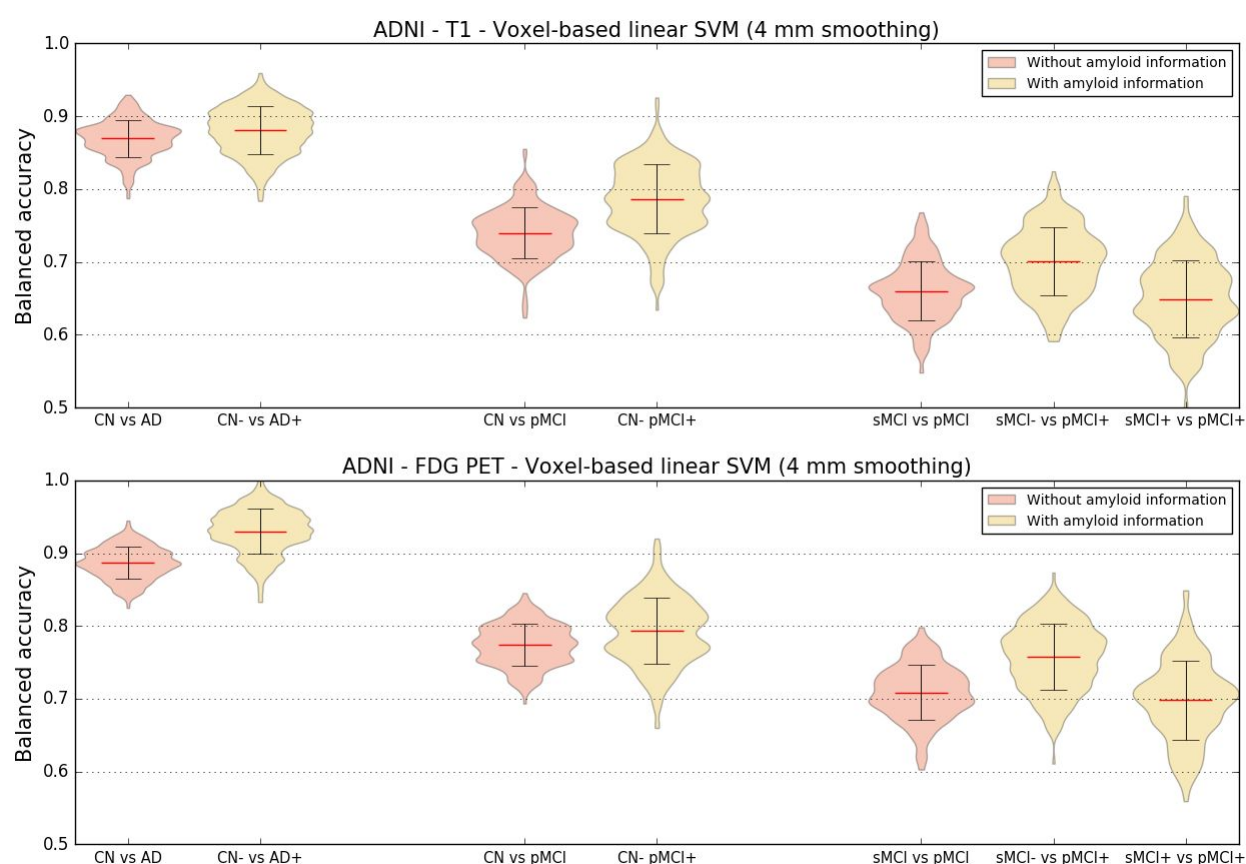 ADNI - T1 - Voxel-based linear SVM (4 mm smoothing)
1.0
Without amyloid information
With amyloid information
0.9
0.8
0.7
0.6
0.5
Balanced accuracy
CN vs AD CN- vs AD+ CN vs pMCI CN- pMCI+ sMCI vs pMCI sMCI- vs pMCI+ sMCI+ vs pMCI+
ADNI - FDG PET - Voxel-based linear SVM (4 mm smoothing)
1.0
Without amyloid information
With amyloid information
0.9
0.8
0.7
0.6
0.5
Balanced accuracy
CN vs AD CN- vs AD+ CN vs pMCI CN- pMCI+ sMCI vs pMCI sMCI- vs pMCI+ sMCI+ vs pMCI+